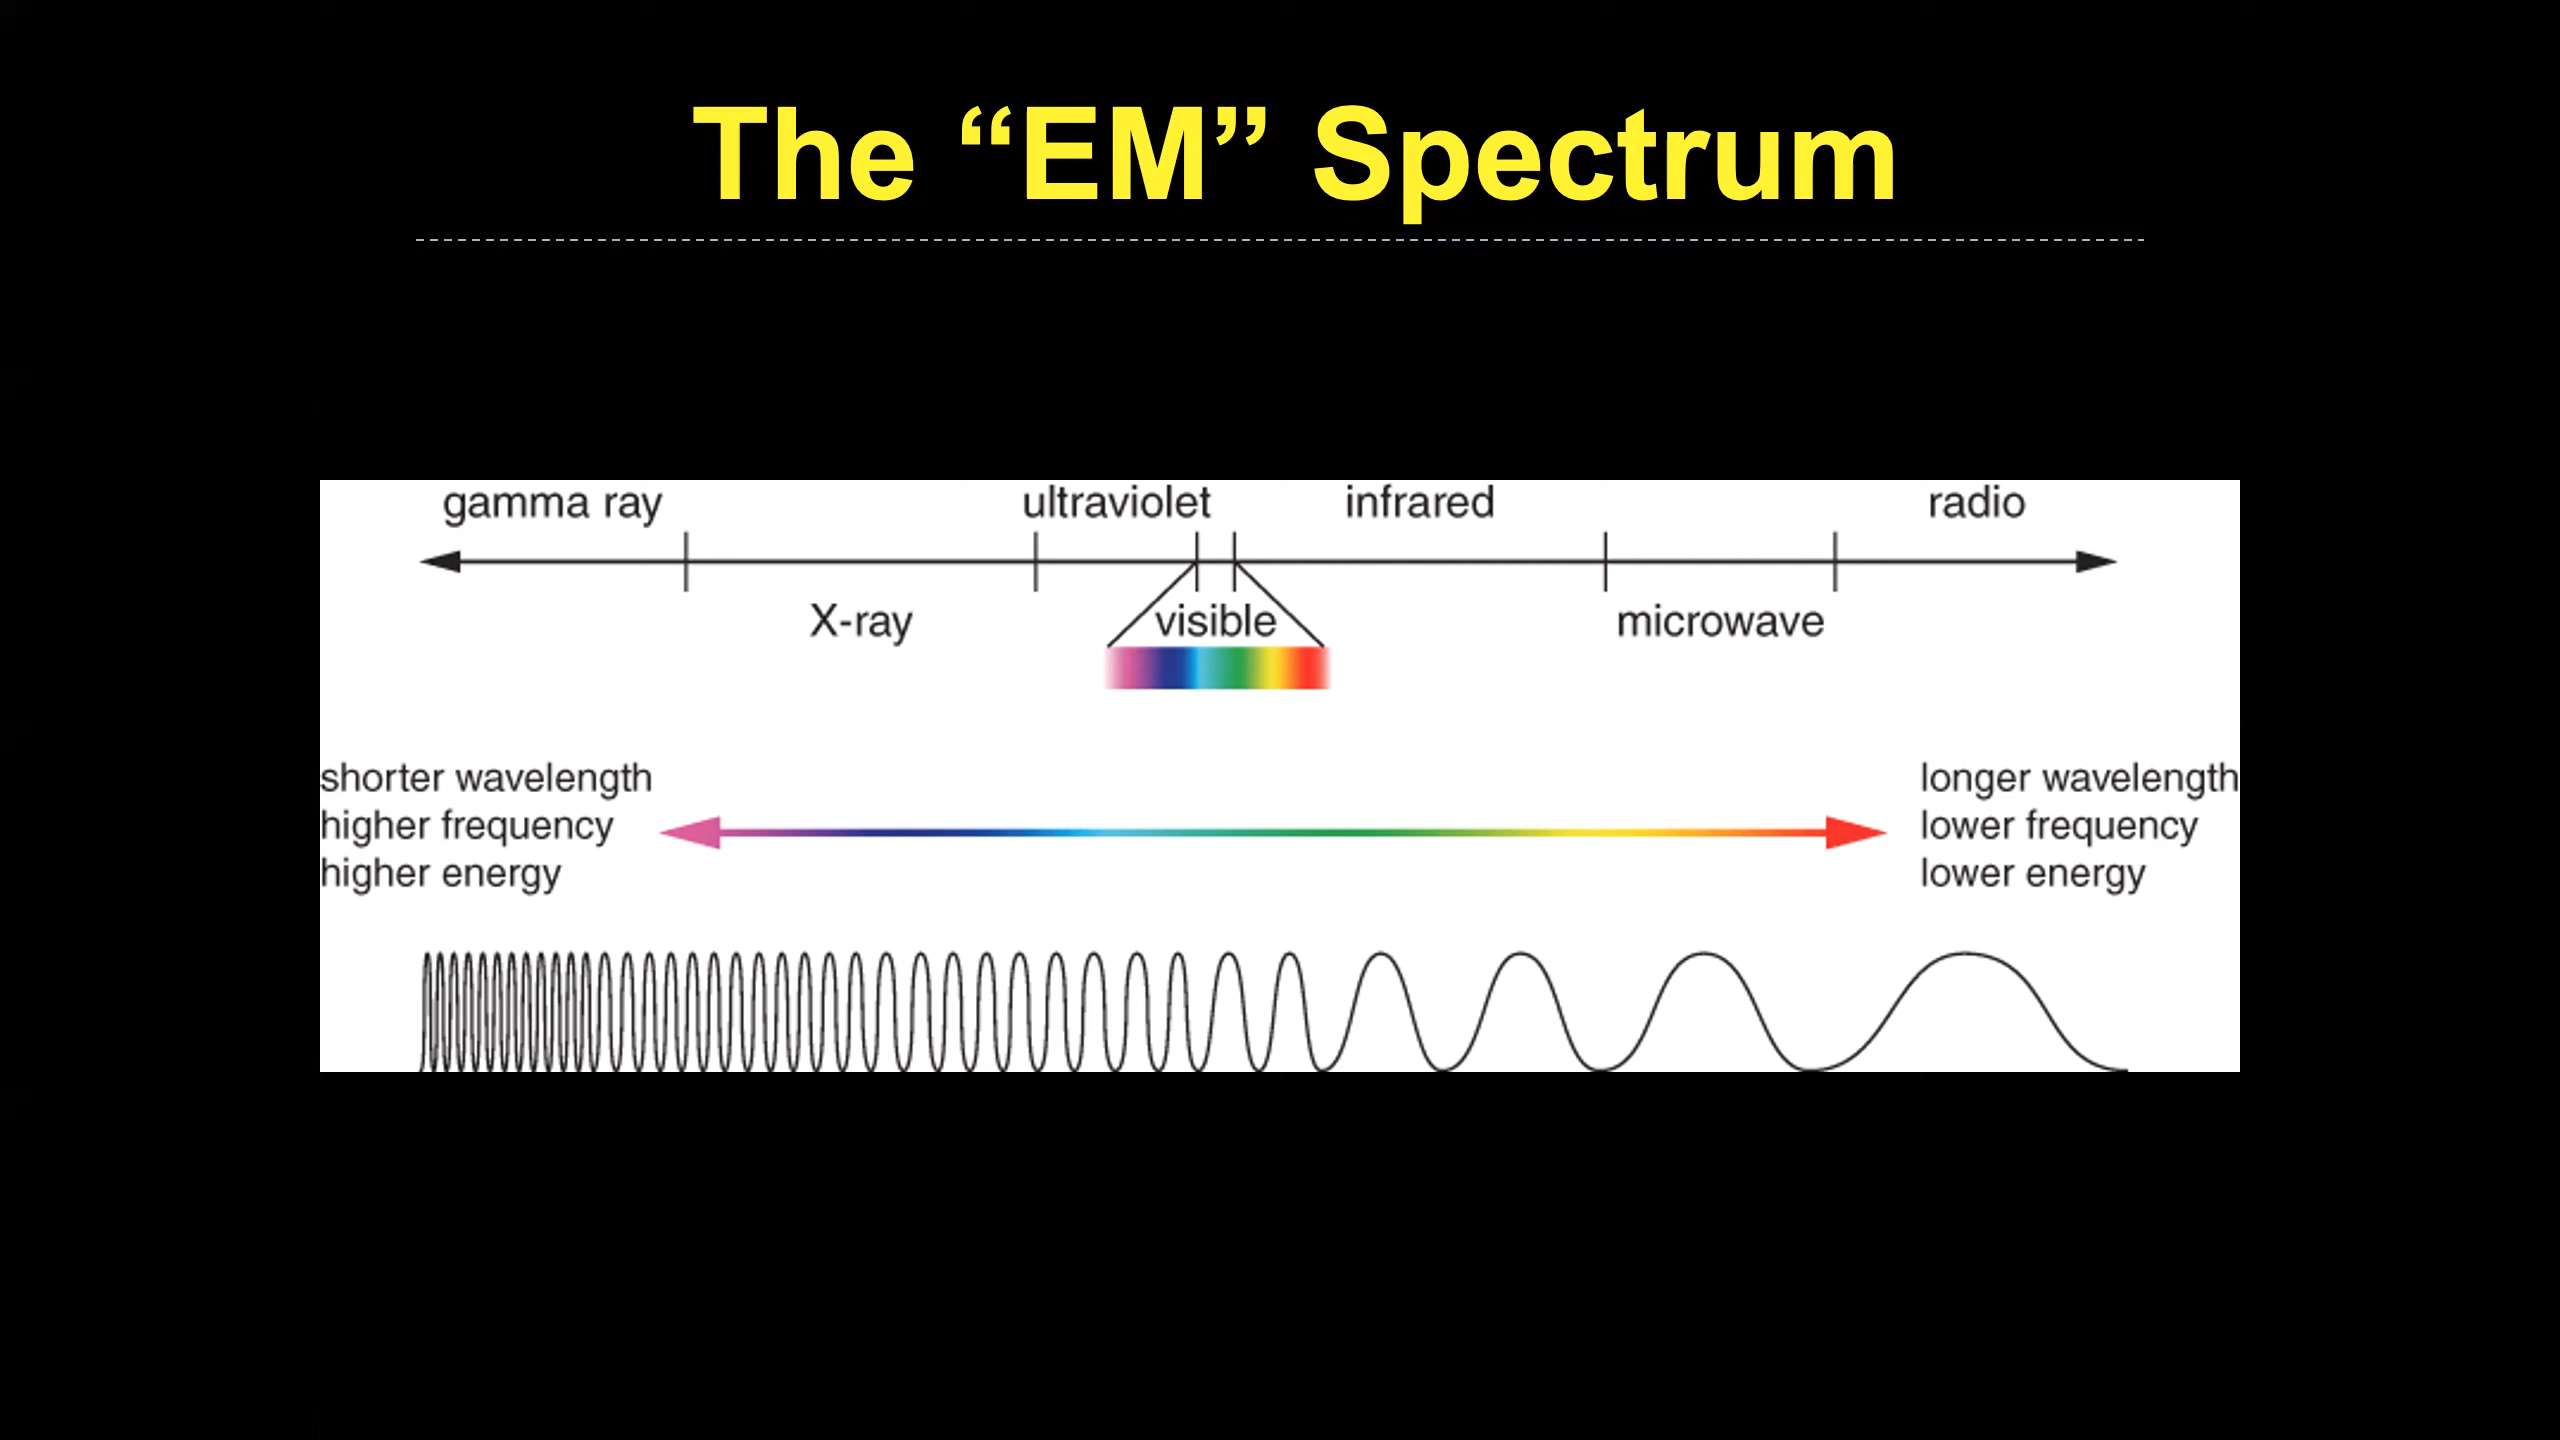 The “EM” Spectrum
gamma ray
ultraviolet
infrared
radio
X-ray
visible
microwave
shorter wavelength
higher frequency
higher energy
longer wavelength
lower frequency
lower energy